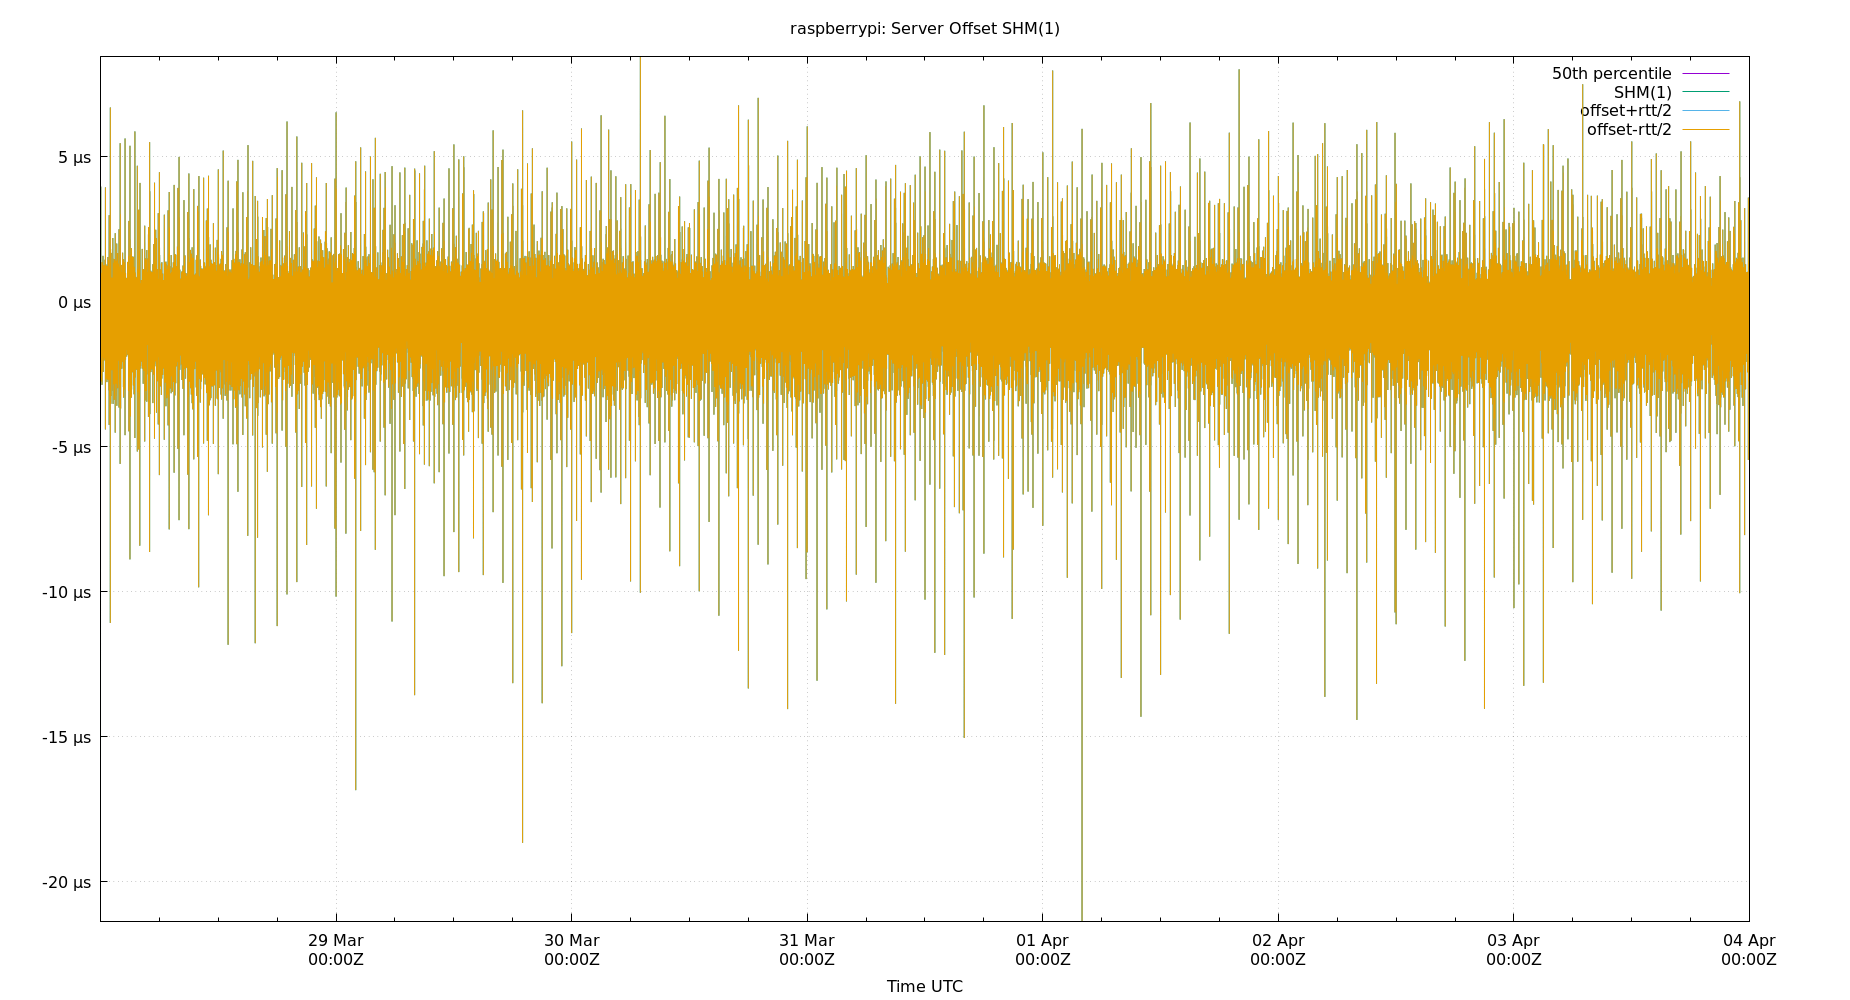 raspberrypi: Server Offset SHM(1)
50th percentile
SHM(1)
offset+rtt/2
offset-rtt/2
5 µs
0 µs
-5 µs
-10 µs
-15 µs
-20 µs
29 Mar 30 Mar 31 Mar 01 Apr 02 Apr 03 Apr 04 Apr
00:00Z 00:00Z 00:00Z 00:00Z 00:00Z 00:00Z 00:00Z
Time UTC